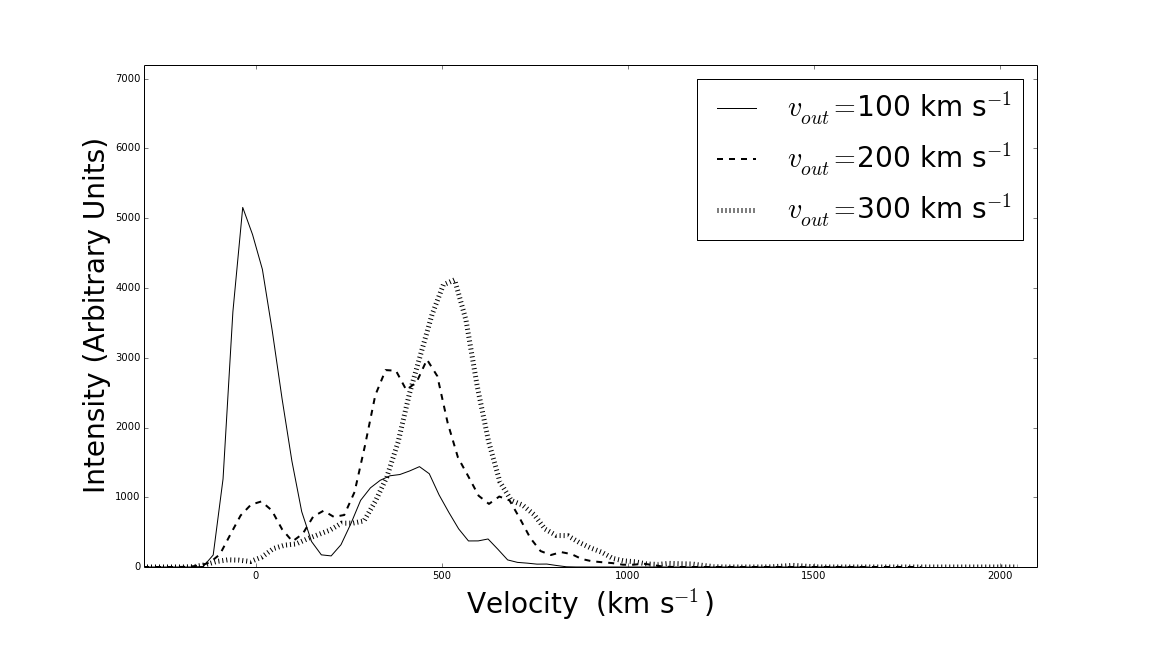 7000
6000
5000
4000
3000
2000
1000
0
Intensity (Arbitrary Units)
v_out=100 km s⁻¹
v_out=200 km s⁻¹
v_out=300 km s⁻¹
0 500 1000 1500 2000
Velocity (km s⁻¹)